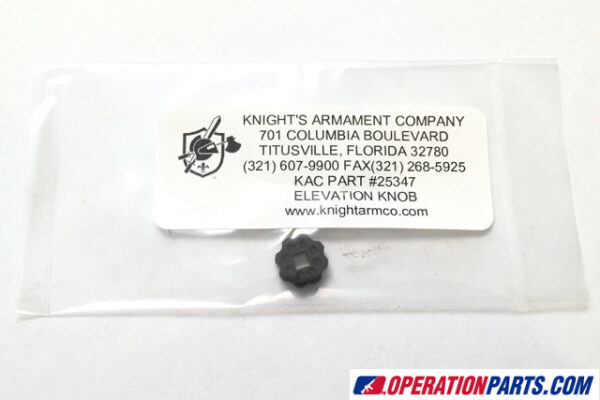 KNIGHT'S ARMAMENT COMPANY
701 COLUMBIA BOULEVARD
TITUSVILLE, FLORIDA 32780
(321) 607-9900 FAX(321) 268-5925
KAC PART #25347
ELEVATION KNOB
www.knightarmco.com
OPERATIONPARTS.COM